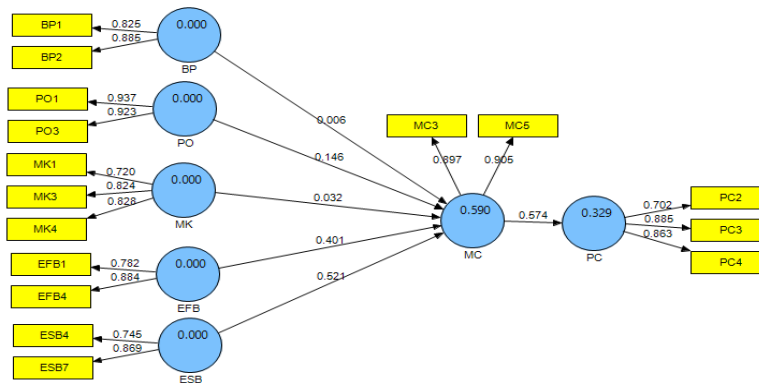 BP1
0.825
0.885
BP2
0.000
BP
PO1
0.937
0.923
PO3
0.000
PO
MK1
0.720
MK3
0.824
0.828
MK4
0.000
MK
EFB1
0.782
0.884
EFB4
0.000
EFB
ESB4
0.745
0.869
ESB7
0.000
ESB
0.006
0.146
0.032
0.401
0.521
MC3
MC5
0.897
0.905
0.590
MC
0.574
0.329
PC
0.702
0.885
0.863
PC2
PC3
PC4